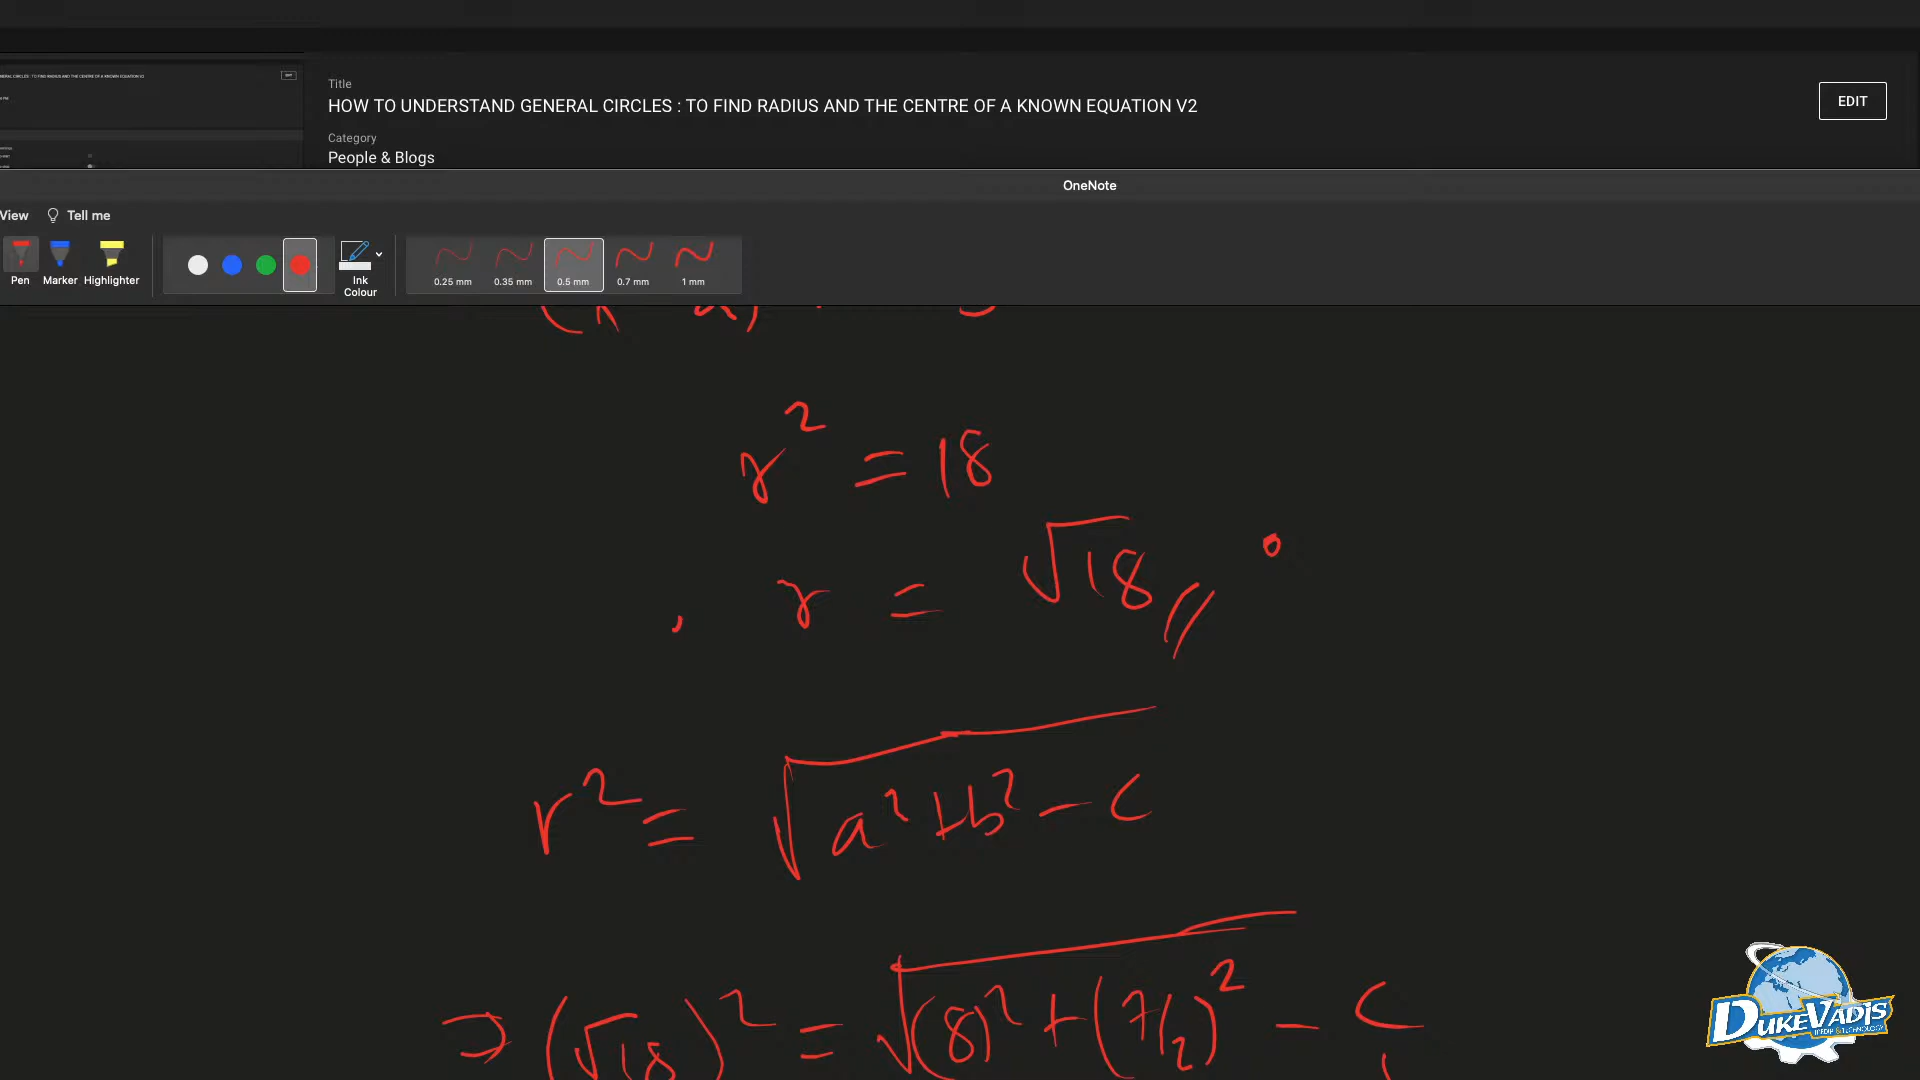 Title
HOW TO UNDERSTAND GENERAL CIRCLES : TO FIND RADIUS AND THE CENTRE OF A KNOWN EQUATION V2
EDIT
Category
People & Blogs
OneNote
View Tell me
Pen Marker Highlighter
Ink Colour
0.25 mm 0.35 mm 0.5 mm 0.7 mm 1 mm
r² = 18
, r = √18 //
r² = √(a² + b² - c)
⇒ (√18)² = √((8)² + (7/2)² - c
DUKEVADIS
MEDIA & TECHNOLOGY